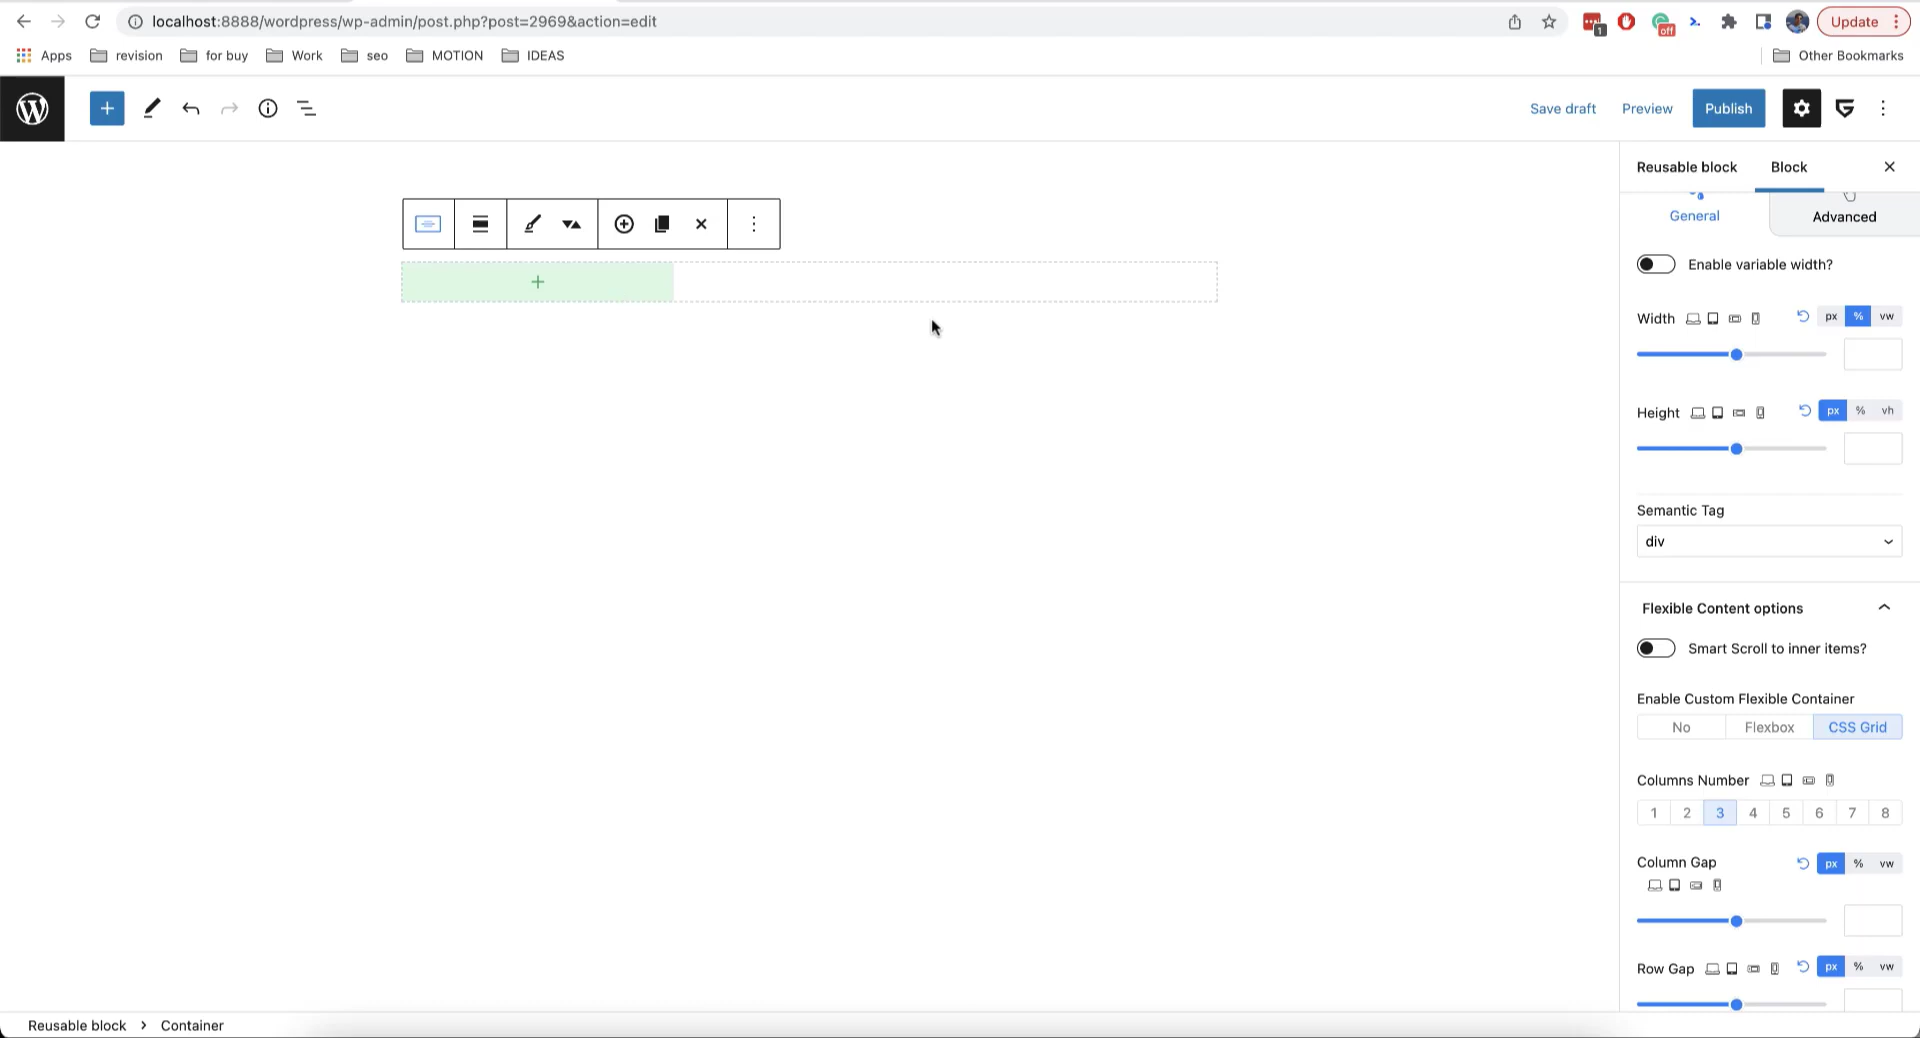 localhost:8888/wordpress/wp-admin/post.php?post=2969&action=edit
1
off
Update
Apps
revision
for buy
Work
seo
MOTION
IDEAS
Other Bookmarks
Save draft
Preview
Publish
Reusable block
Block
General
Advanced
Enable variable width?
Width
px
%
vw
Height
px
%
vh
Semantic Tag
div
Flexible Content options
Smart Scroll to inner items?
Enable Custom Flexible Container
No
Flexbox
CSS Grid
Columns Number
1 2 3 4 5 6 7 8
Column Gap
px
%
vw
Row Gap
px
%
vw
Reusable block
Container